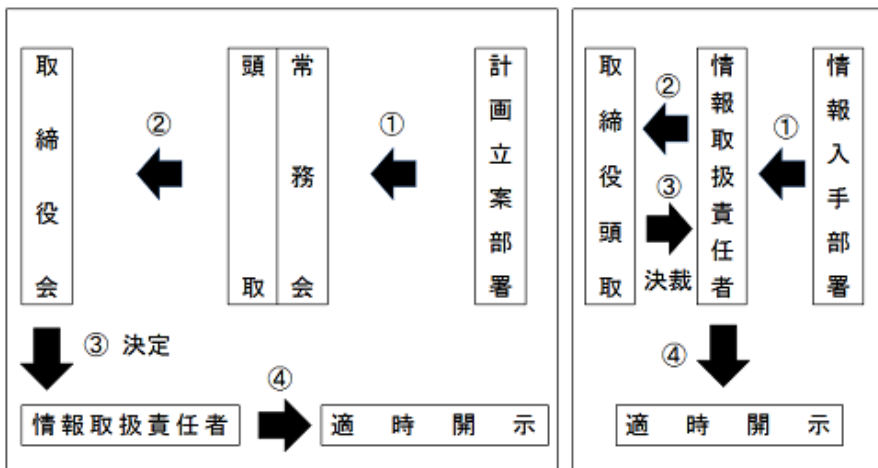 取締役会
②
頭取
常務会
①
計画立案部署
③ 決定
情報取扱責任者
④
適時開示
取締役頭取
②
③
決裁
情報取扱責任者
①
情報入手部署
④
適時開示